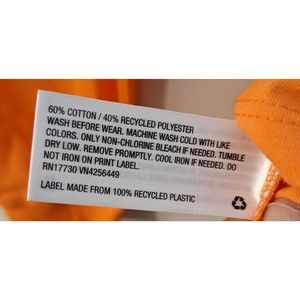 60% COTTON / 40% RECYCLED POLYESTER
WASH BEFORE WEAR. MACHINE WASH COLD WITH LIKE
COLORS. ONLY NON-CHLORINE BLEACH IF NEEDED. TUMBLE
DRY LOW. REMOVE PROMPTLY. COOL IRON IF NEEDED. DO
NOT IRON ON PRINT LABEL.
RN17730 VN4256449
LABEL MADE FROM 100% RECYCLED PLASTIC